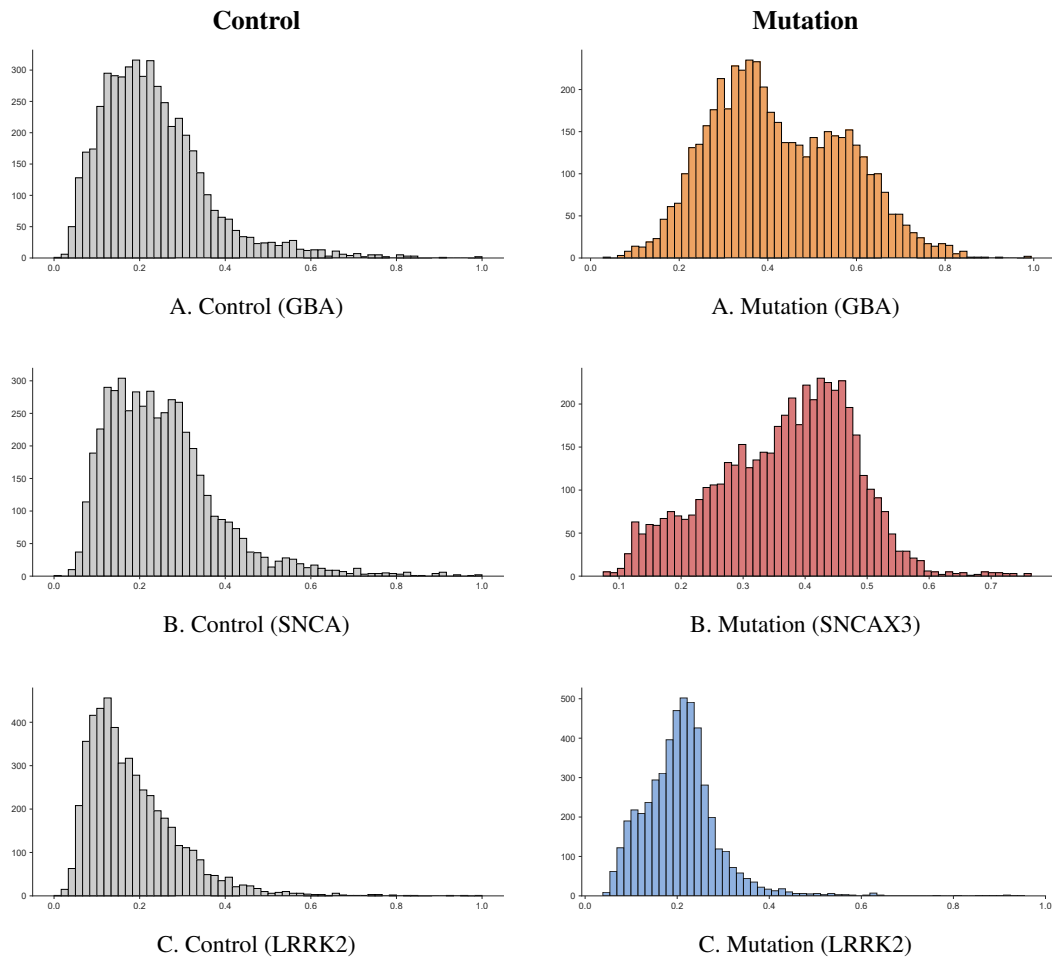 Control
Mutation
300
250
200
150
100
50
0
0.0 0.2 0.4 0.6 0.8 1.0
A. Control (GBA)
200
150
100
50
0
0.0 0.2 0.4 0.6 0.8 1.0
A. Mutation (GBA)
300
250
200
150
100
50
0
0.0 0.2 0.4 0.6 0.8 1.0
B. Control (SNCA)
200
150
100
50
0
0.1 0.2 0.3 0.4 0.5 0.6 0.7
B. Mutation (SNCAX3)
400
300
200
100
0
0.0 0.2 0.4 0.6 0.8 1.0
C. Control (LRRK2)
500
400
300
200
100
0
0.0 0.2 0.4 0.6 0.8 1.0
C. Mutation (LRRK2)